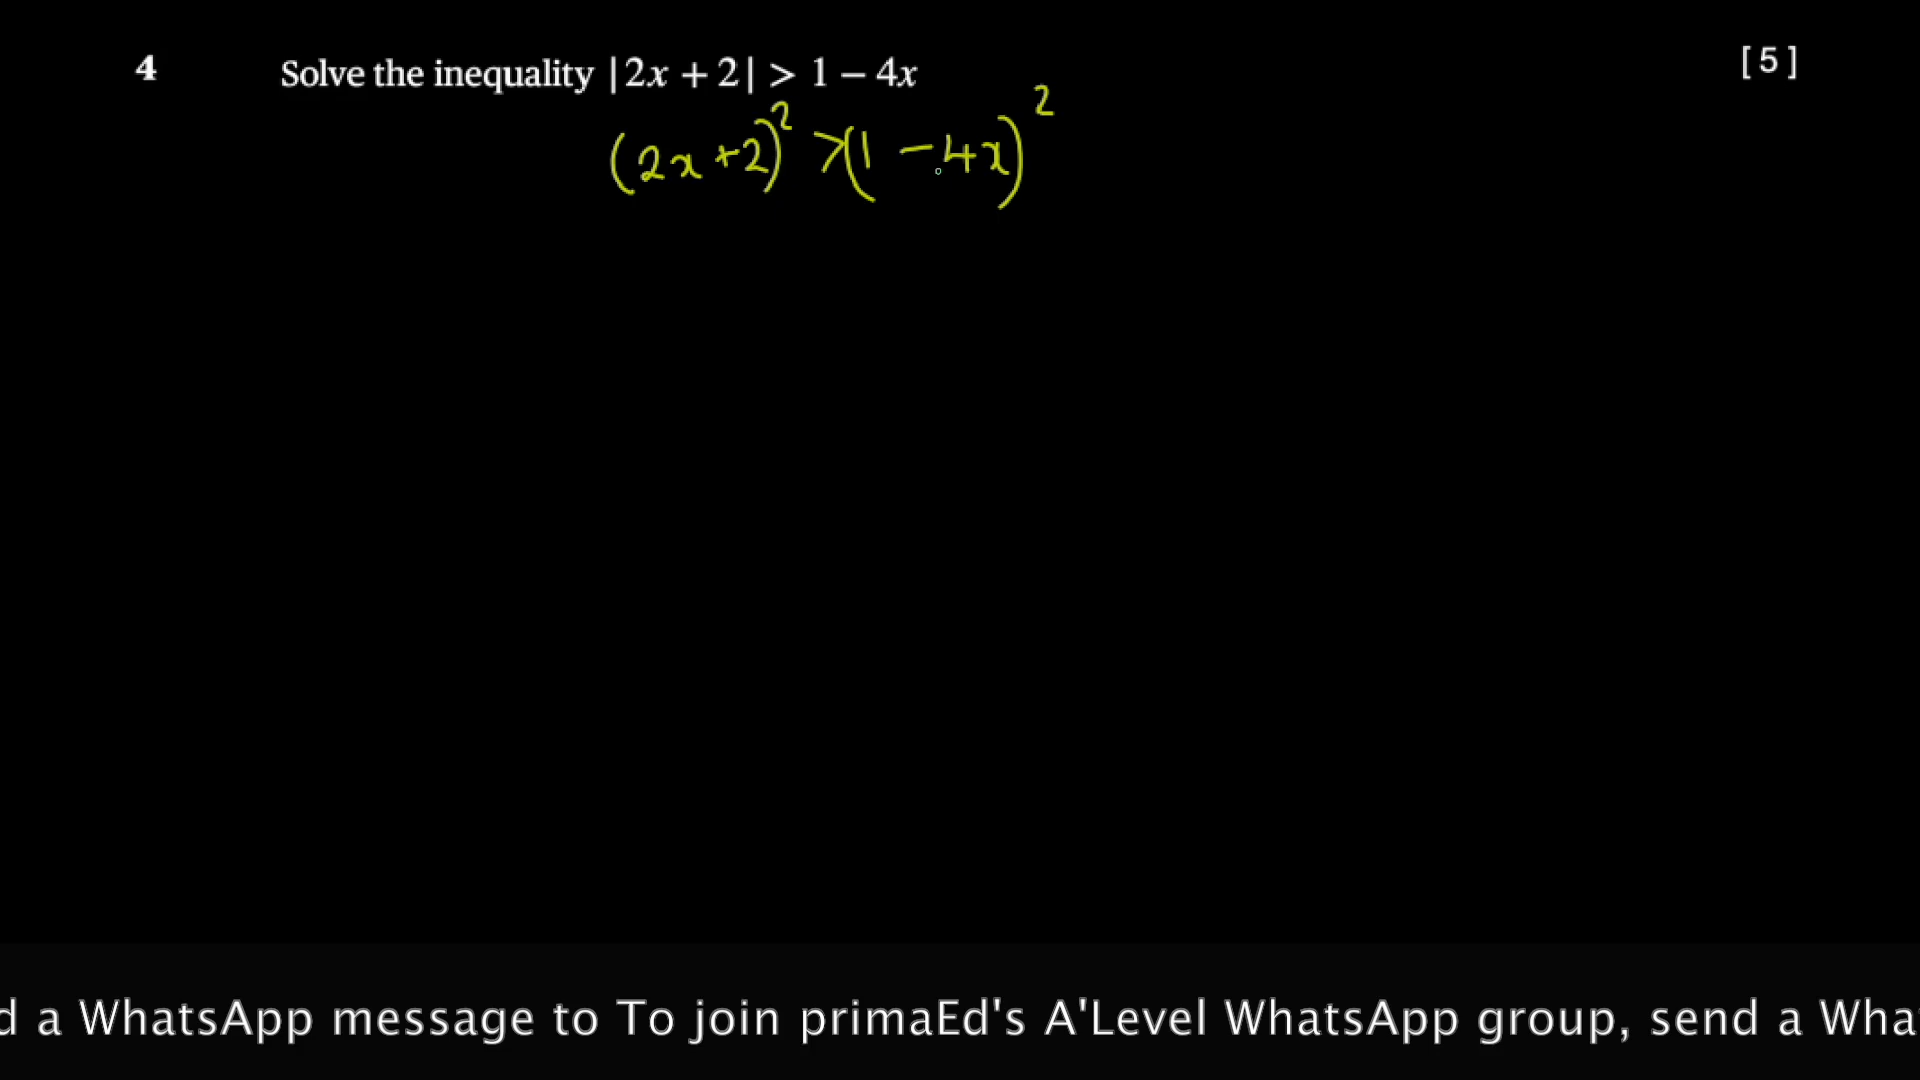 4 Solve the inequality |2x + 2| > 1 − 4x [5]
(2x + 2)² > (1 − 4x)²
d a WhatsApp message to To join primaEd's A'Level WhatsApp group, send a Wha